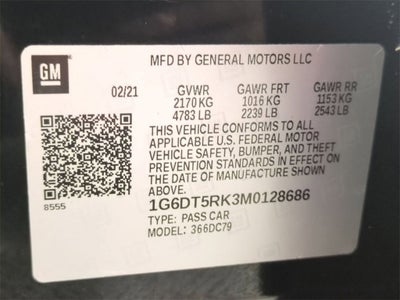 GM
MFD BY GENERAL MOTORS LLC
02/21 GVWR GAWR FRT GAWR RR
2170 KG 1016 KG 1153 KG
4783 LB 2239 LB 2543 LB
THIS VEHICLE CONFORMS TO ALL
APPLICABLE U.S. FEDERAL MOTOR
VEHICLE SAFETY, BUMPER, AND THEFT
PREVENTION STANDARDS IN EFFECT ON
THE DATE OF MANUFACTURE SHOWN
ABOVE.
8555
1G6DT5RK3M0128686
TYPE: PASS CAR
MODEL: 366DC79